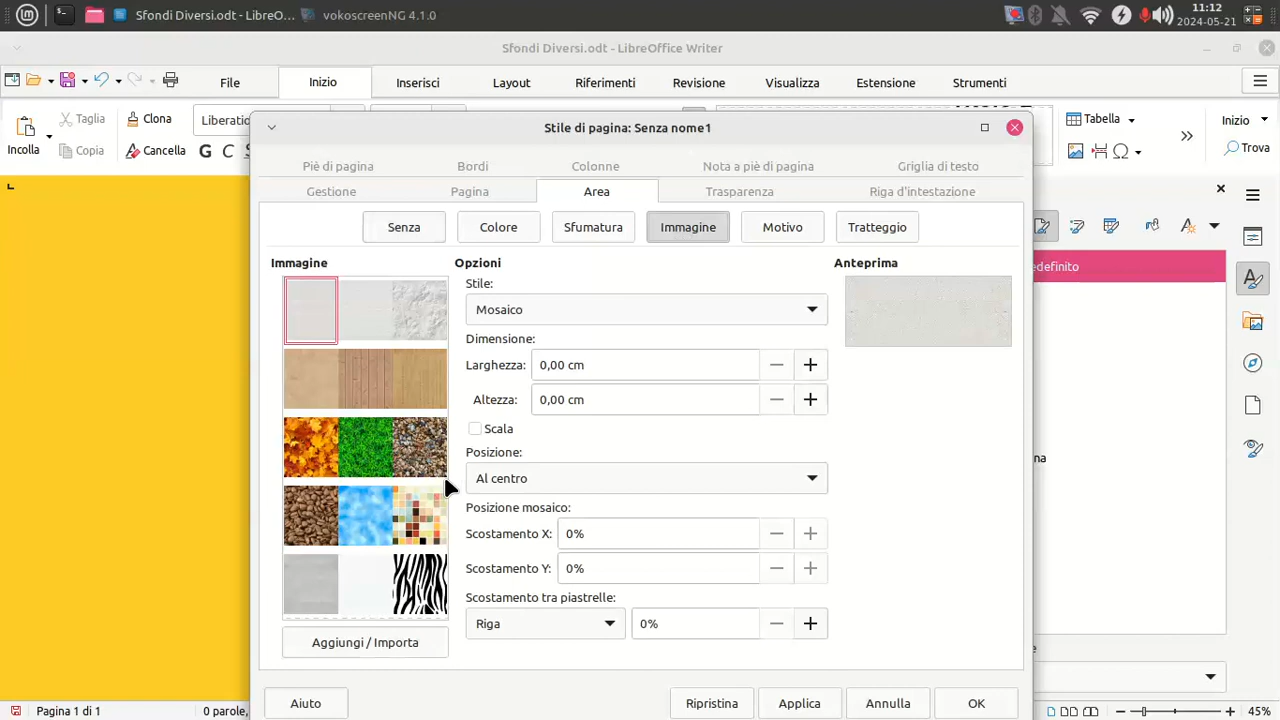 Sfondi Diversi.odt - LibreO... vokoscreenNG 4.1.0 11:12
2024-05-21
Sfondi Diversi.odt - LibreOffice Writer
File Inizio Inserisci Layout Riferimenti Revisione Visualizza Estensione Strumenti
Incolla Taglia Clona Tabella Inizio
Copia Cancella G C Trova
Stile di pagina: Senza nome1
Piè di pagina Bordi Colonne Nota a piè di pagina Griglia di testo
Gestione Pagina Area Trasparenza Riga d'intestazione
Senza Colore Sfumatura Immagine Motivo Tratteggio
Immagine Opzioni Anteprima
Stile:
Mosaico
Dimensione:
Larghezza: 0,00 cm
Altezza: 0,00 cm
Scala
Posizione:
Al centro
Posizione mosaico:
Scostamento X: 0%
Scostamento Y: 0%
Scostamento tra piastrelle:
Riga 0%
Aggiungi / Importa
Aiuto Ripristina Applica Annulla OK
Pagina 1 di 1 0 parole, 45%